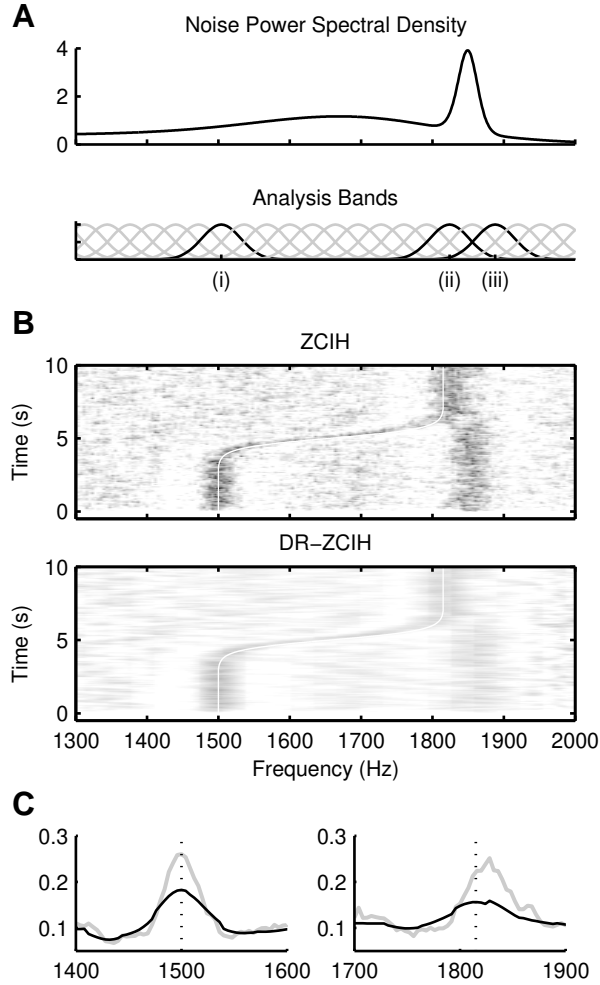 A
Noise Power Spectral Density
4
2
0
Analysis Bands
(i) (ii) (iii)
B
ZCIH
10
5
0
Time (s)
DR−ZCIH
10
5
0
Time (s)
1300 1400 1500 1600 1700 1800 1900 2000
Frequency (Hz)
C
0.3 0.3
0.2 0.2
0.1 0.1
1400 1500 1600 1700 1800 1900